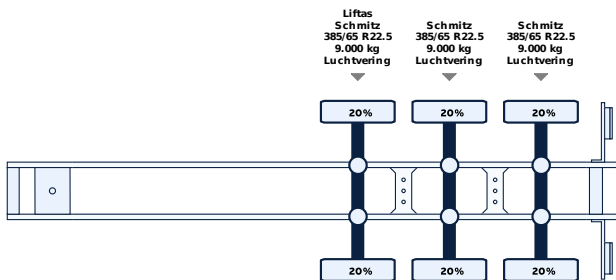 Liftas
Schmitz
385/65 R22.5
9.000 kg
Luchtvering
Schmitz
385/65 R22.5
9.000 kg
Luchtvering
Schmitz
385/65 R22.5
9.000 kg
Luchtvering
20%
20%
20%
20%
20%
20%